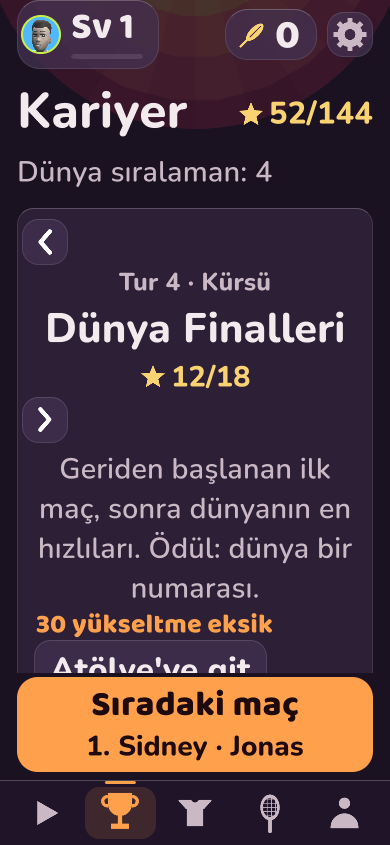 Sv 1
0
Kariyer
52/144
Dünya sıralaman: 4
Tur 4 · Kürsü
Dünya Finalleri
12/18
Geriden başlanan ilk
maç, sonra dünyanın en
hızlıları. Ödül: dünya bir
numarası.
30 yükseltme eksik
Atölye'ye git
Sıradaki maç
1. Sidney · Jonas